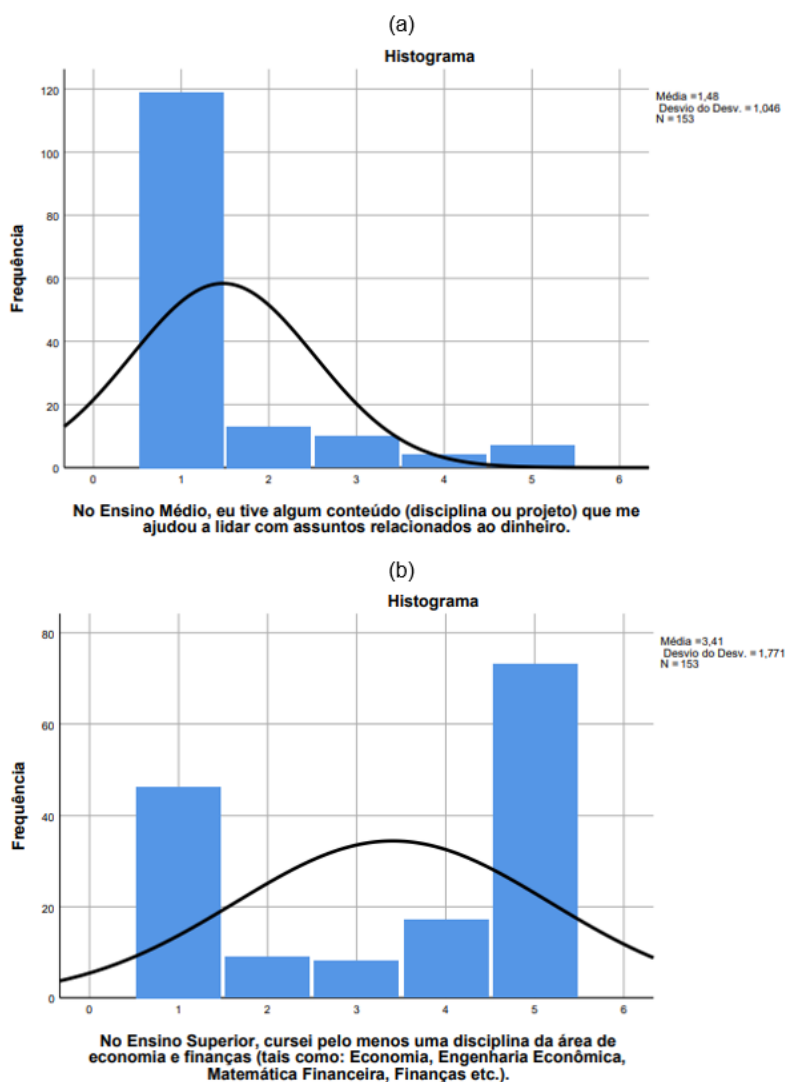 (a)
Histograma
Média =1,48
Desvio do Desv. = 1,046
N = 153
120
100
80
60
40
20
0
Frequência
0 1 2 3 4 5 6
No Ensino Médio, eu tive algum conteúdo (disciplina ou projeto) que me
ajudou a lidar com assuntos relacionados ao dinheiro.
(b)
Histograma
Média =3,41
Desvio do Desv. = 1,771
N = 153
80
60
40
20
0
Frequência
0 1 2 3 4 5 6
No Ensino Superior, cursei pelo menos uma disciplina da área de
economia e finanças (tais como: Economia, Engenharia Econômica,
Matemática Financeira, Finanças etc.).